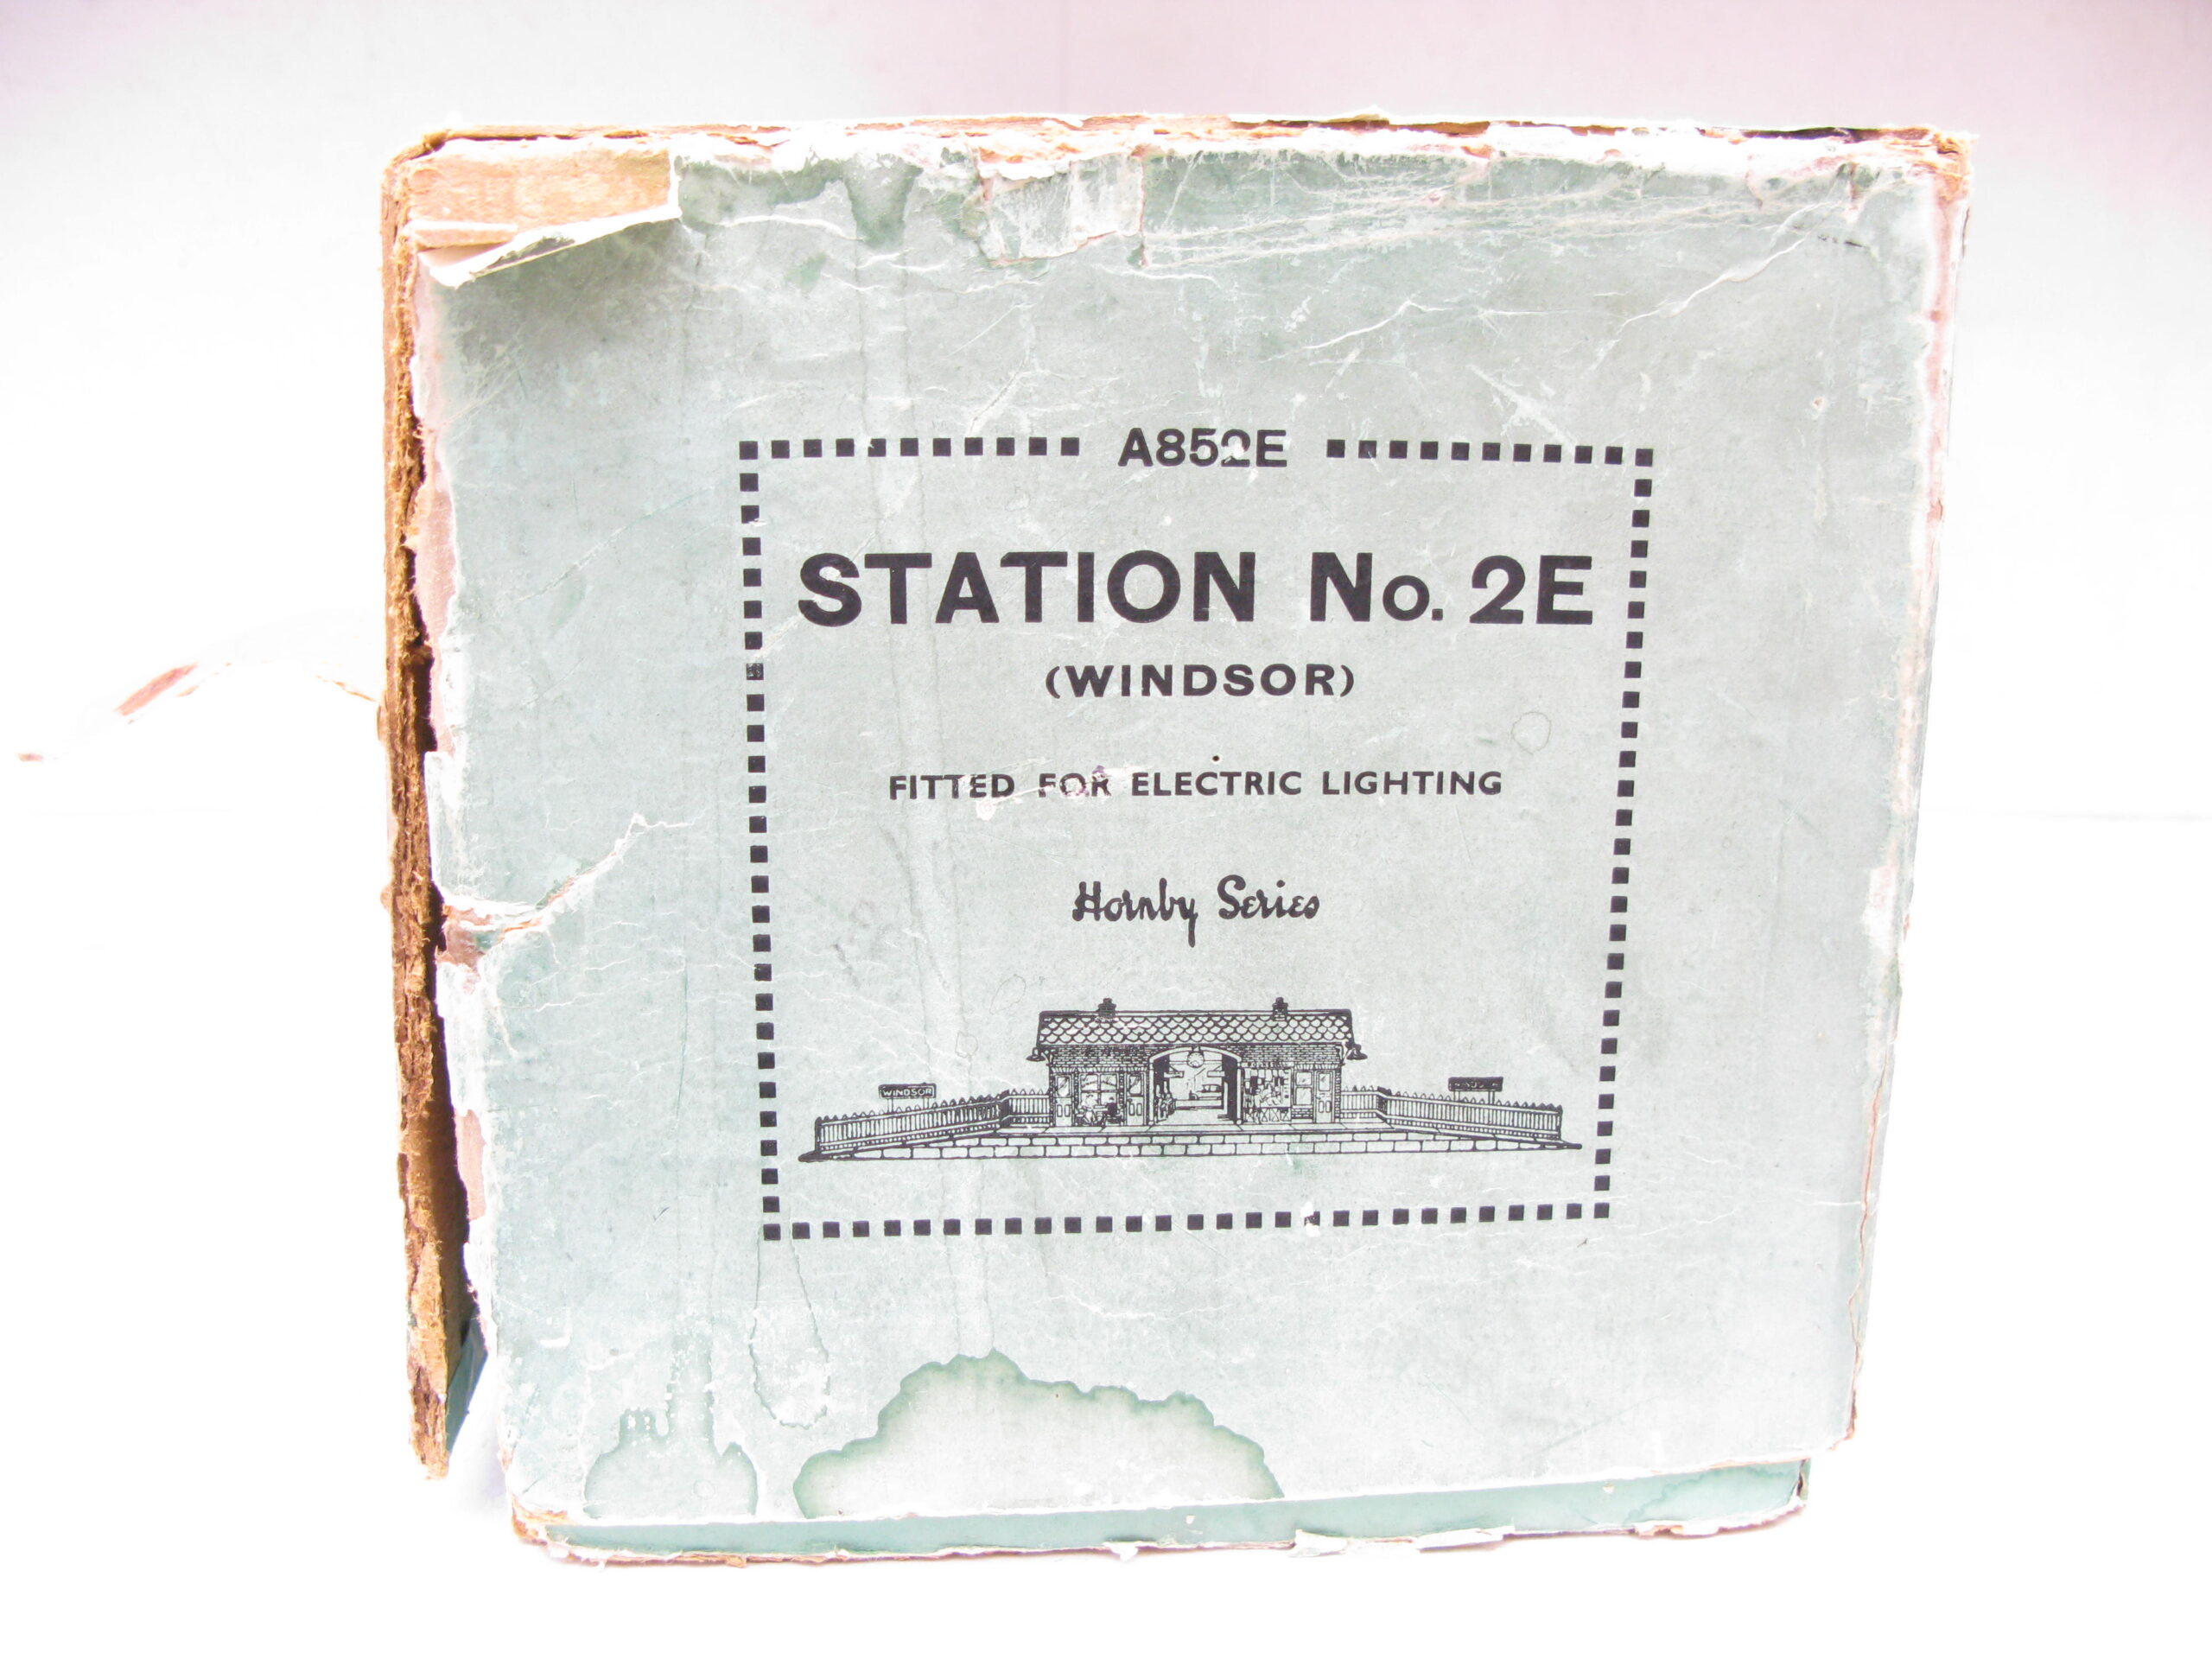 A852E
STATION No. 2E
(WINDSOR)
FITTED FOR ELECTRIC LIGHTING
Hornby Series
WINDSOR